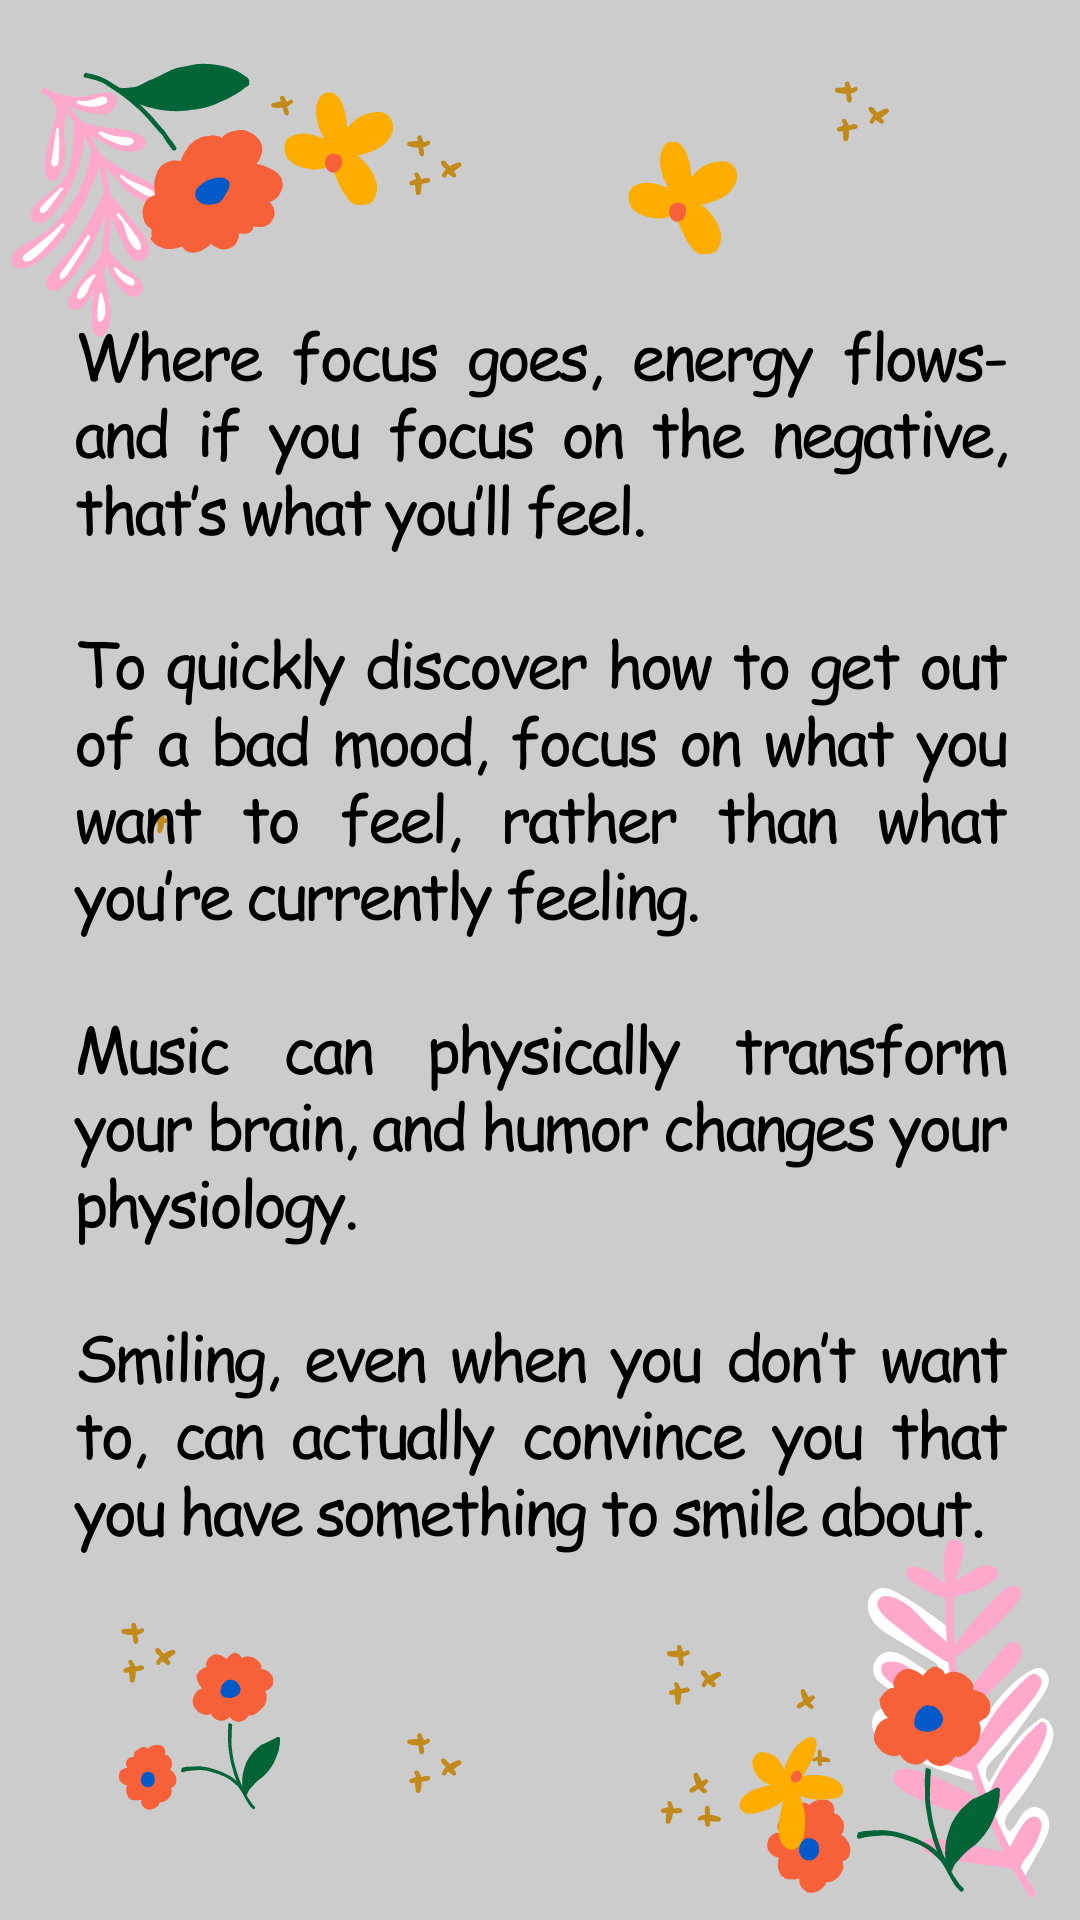 Where focus goes, energy flows-
and if you focus on the negative,
that's what you'll feel.
To quickly discover how to get out
of a bad mood, focus on what you
want to feel, rather than what
you're currently feeling.
Music can physically transform
your brain, and humor changes your
physiology.
Smiling, even when you don't want
to, can actually convince you that
you have something to smile about.